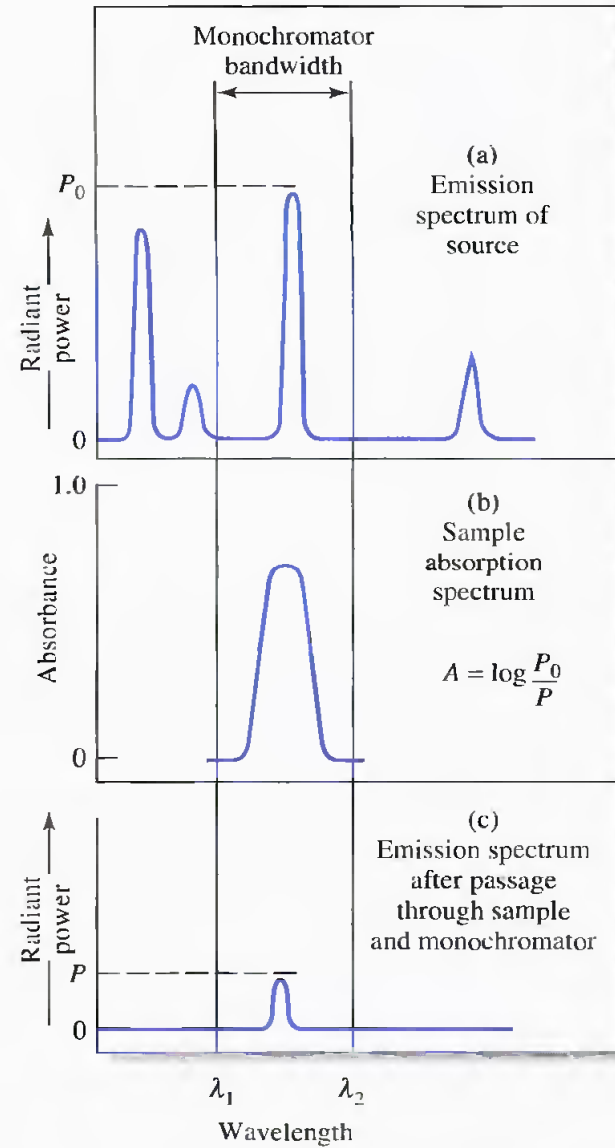 Monochromator
bandwidth
(a)
Emission
spectrum of
source
P₀
Radiant
power
0
1.0
(b)
Sample
absorption
spectrum
A = log P₀/P
Absorbance
0
(c)
Emission spectrum
after passage
through sample
and monochromator
Radiant
power
P
0
λ₁ λ₂
Wavelength